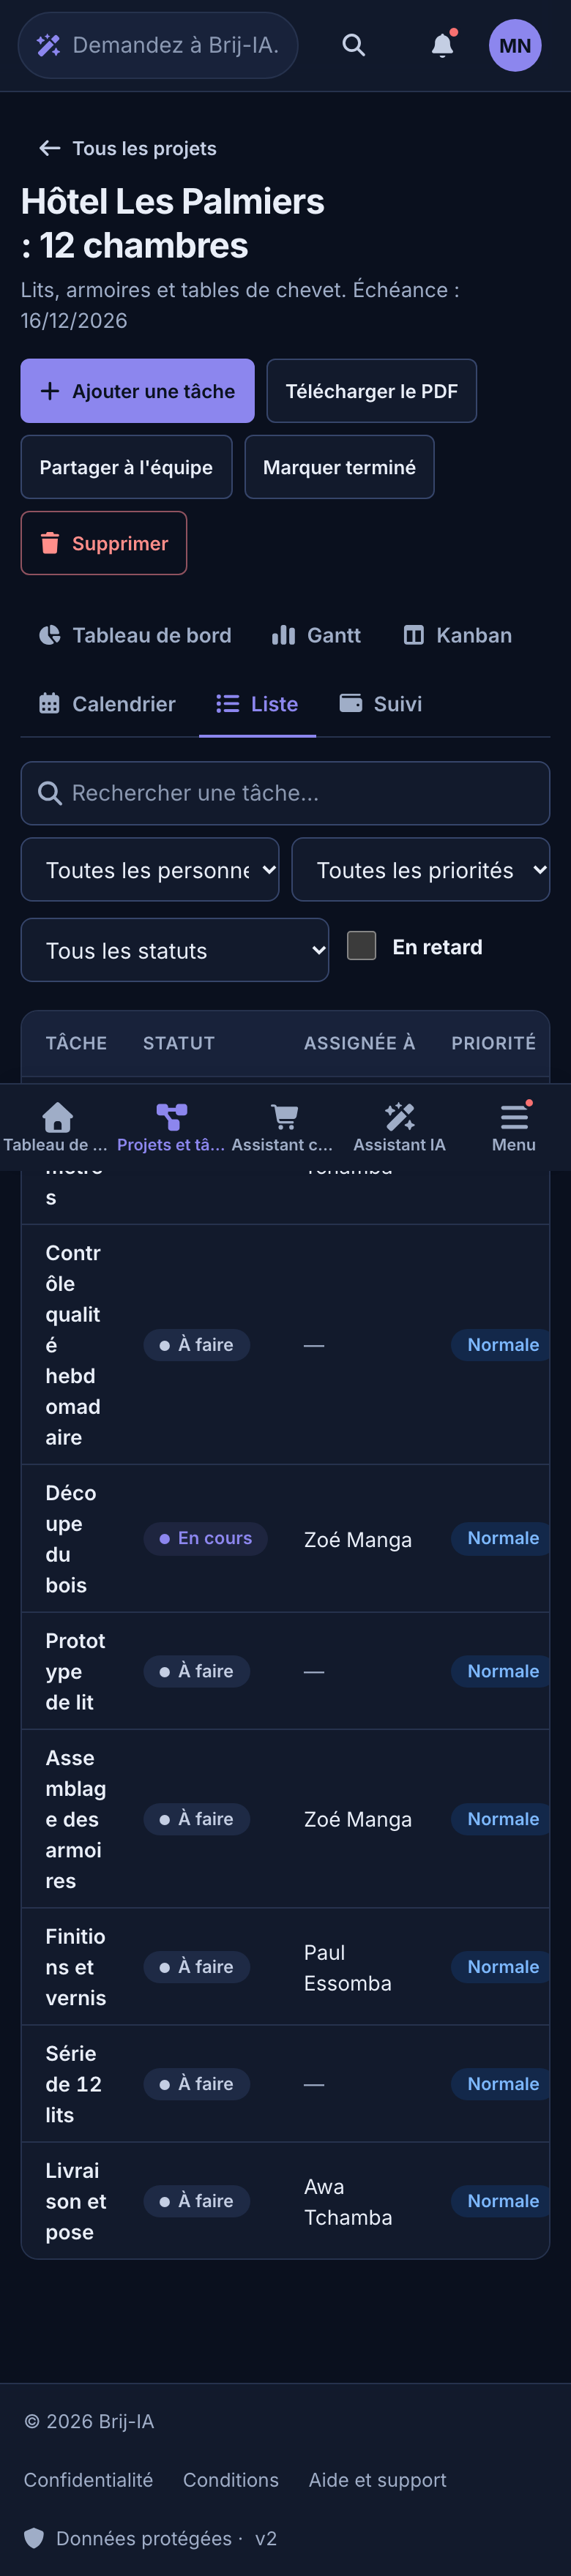 Demandez à Brij-IA.
MN
Tous les projets
Hôtel Les Palmiers
: 12 chambres
Lits, armoires et tables de chevet. Échéance :
16/12/2026
Ajouter une tâche
Télécharger le PDF
Partager à l'équipe
Marquer terminé
Supprimer
Tableau de bord
Gantt
Kanban
Calendrier
Liste
Suivi
Rechercher une tâche...
Toutes les personne
Toutes les priorités
Tous les statuts
En retard
TÂCHE STATUT ASSIGNÉE À PRIORITÉ
Tableau de ...
Projets et tâ...
Assistant c...
Assistant IA
Menu
s
Contr
ôle
qualit
é
hebd
omad
aire
À faire
—
Normale
Déco
upe
du
bois
En cours
Zoé Manga
Normale
Protot
ype
de lit
À faire
—
Normale
Asse
mblag
e des
armoi
res
À faire
Zoé Manga
Normale
Finitio
ns et
vernis
À faire
Paul
Essomba
Normale
Série
de 12
lits
À faire
—
Normale
Livrai
son et
pose
À faire
Awa
Tchamba
Normale
© 2026 Brij-IA
Confidentialité Conditions Aide et support
Données protégées · v2